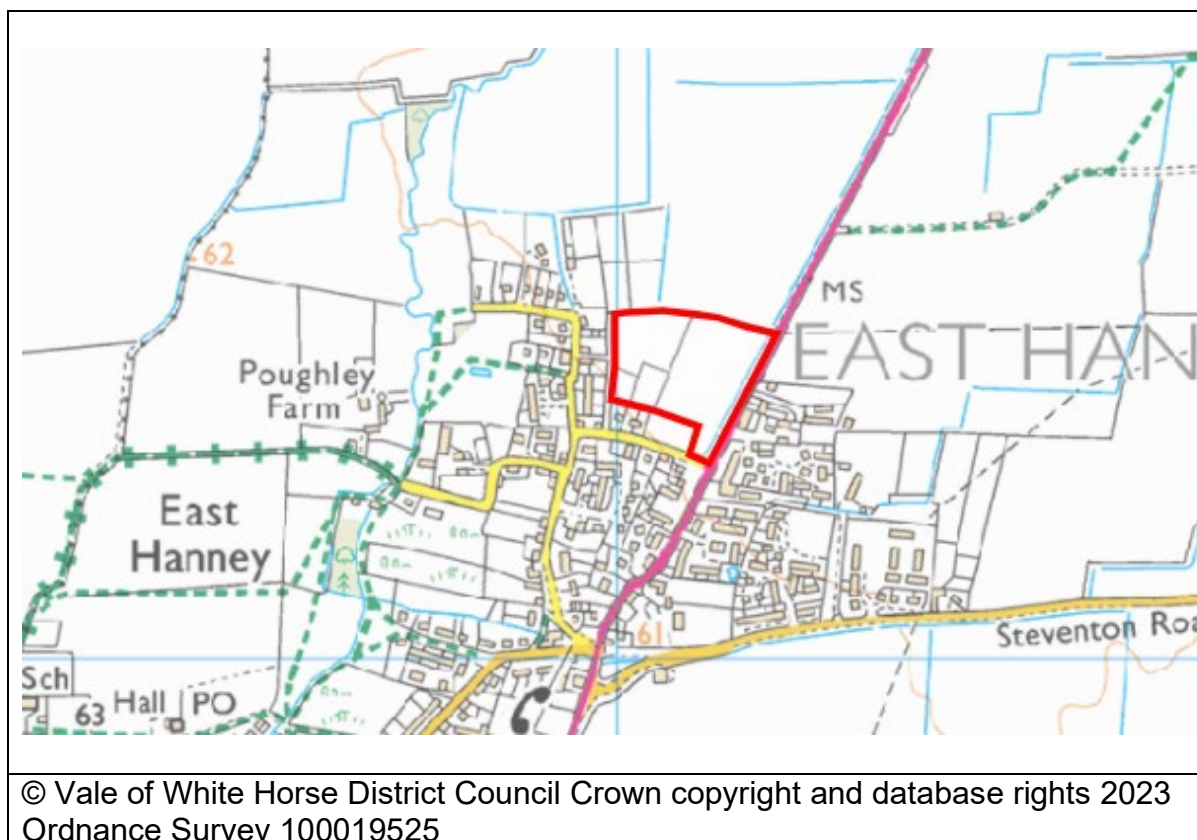 62
MS
EAST HAN
Poughley
Farm
East
Hanney
61
Steventon Roa
Sch
63
Hall
PO
© Vale of White Horse District Council Crown copyright and database rights 2023
Ordnance Survey 100019525